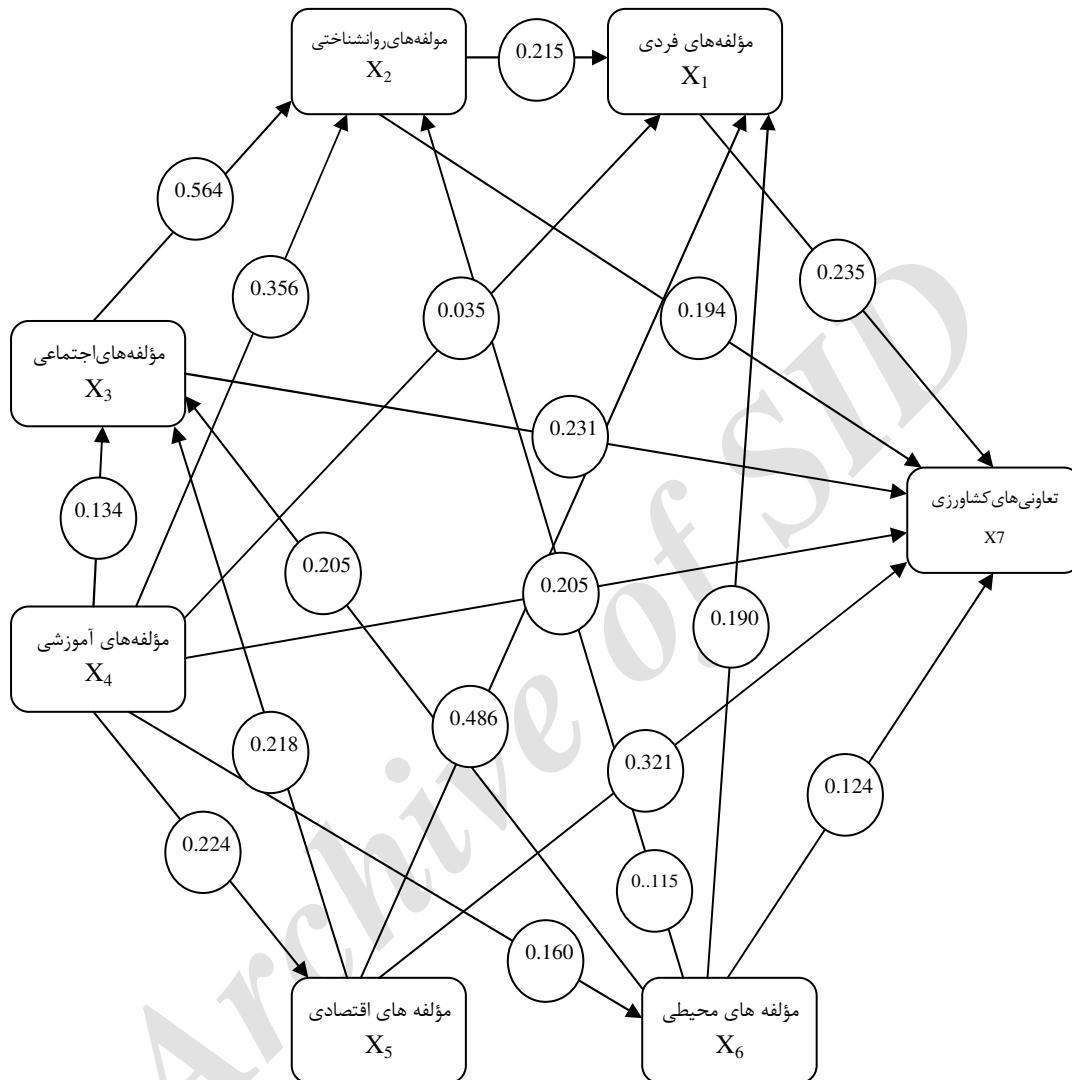 مولفه‌های‌روانشناختی
X2
0.215
مؤلفه‌های فردی
X1
0.564
0.356
0.035
0.194
0.235
مؤلفه‌های‌اجتماعی
X3
0.231
تعاونی‌های‌کشاورزی
X7
0.134
0.205
0.205
0.190
مؤلفه‌های آموزشی
X4
0.218
0.486
0.321
0.124
0.224
0..115
0.160
مؤلفه های اقتصادی
X5
مؤلفه های محیطی
X6
Archive of SID